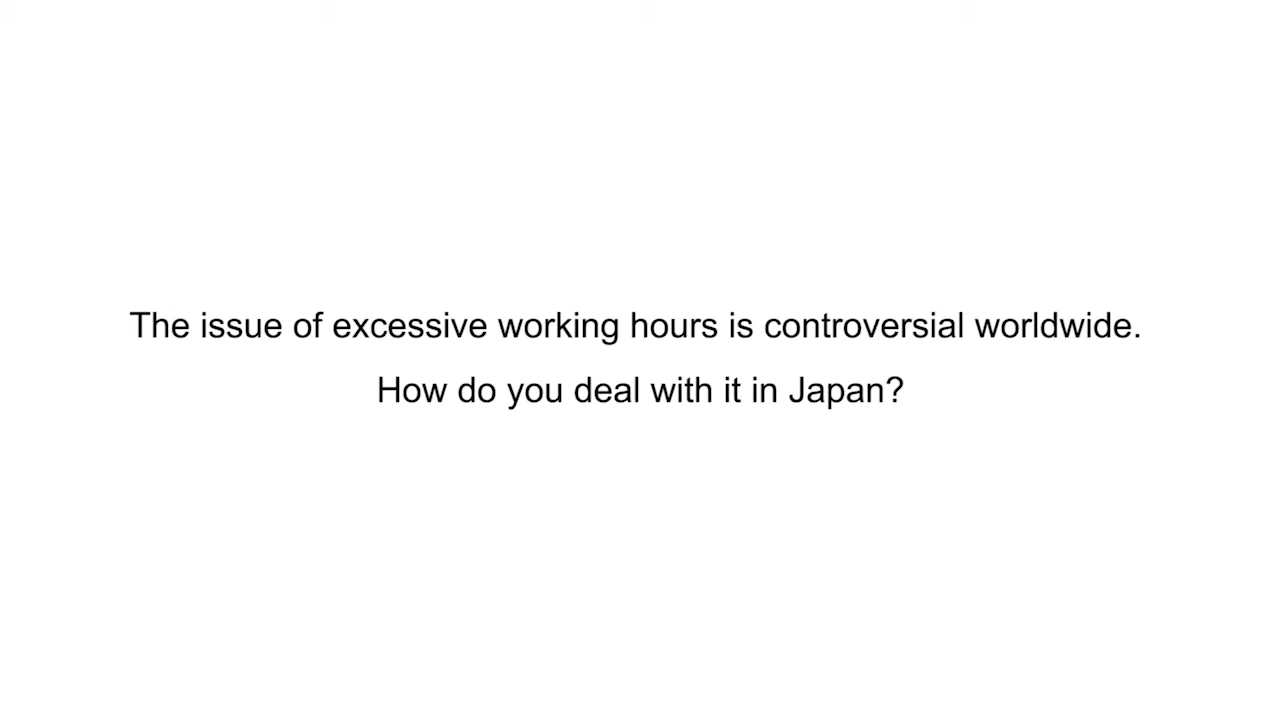 The issue of excessive working hours is controversial worldwide.
How do you deal with it in Japan?